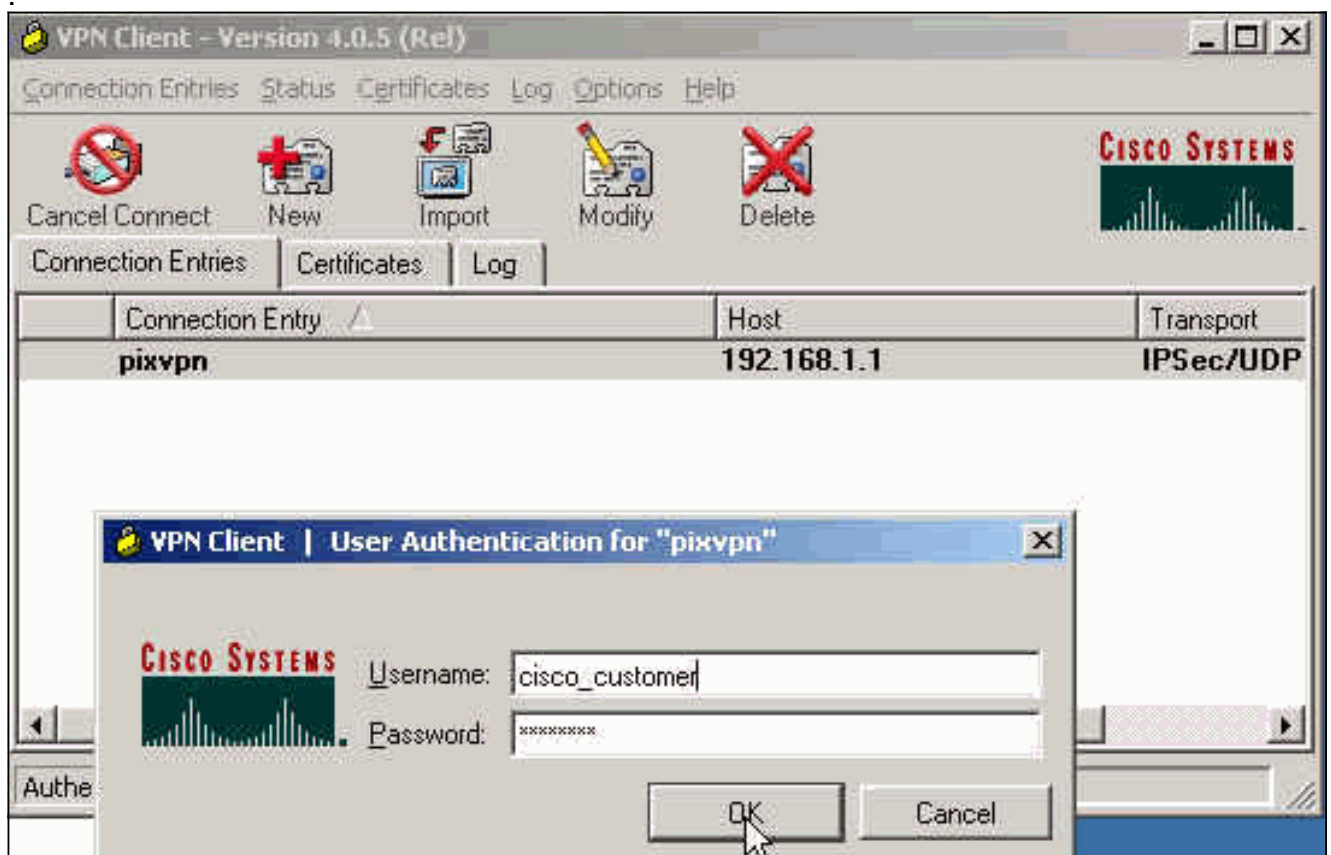 VPN Client - Version 4.0.5 (Rel)
Connection Entries Status Certificates Log Options Help
CISCO SYSTEMS
Cancel Connect New Import Modify Delete
Connection Entries Certificates Log
Connection Entry Host Transport
pixvpn 192.168.1.1 IPSec/UDP
VPN Client | User Authentication for "pixvpn"
CISCO SYSTEMS
Username: cisco_customer
Password: ********
Authe
OK Cancel